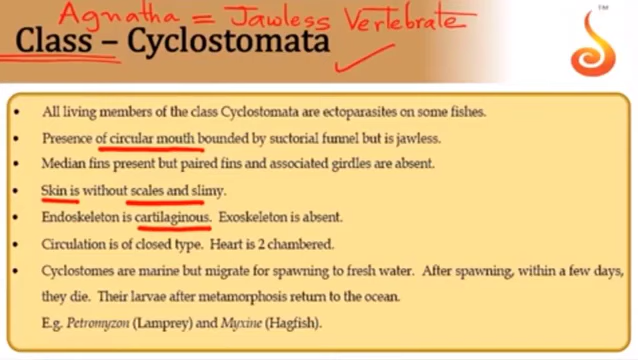 Agnatha = Jawless Vertebrate
Class – Cyclostomata
TM
• All living members of the class Cyclostomata are ectoparasites on some fishes.
• Presence of circular mouth bounded by suctorial funnel but is jawless.
• Median fins present but paired fins and associated girdles are absent.
• Skin is without scales and slimy.
• Endoskeleton is cartilaginous. Exoskeleton is absent.
• Circulation is of closed type. Heart is 2 chambered.
• Cyclostomes are marine but migrate for spawning to fresh water. After spawning, within a few days,
they die. Their larvae after metamorphosis return to the ocean.
E.g. Petromyzon (Lamprey) and Myxine (Hagfish).